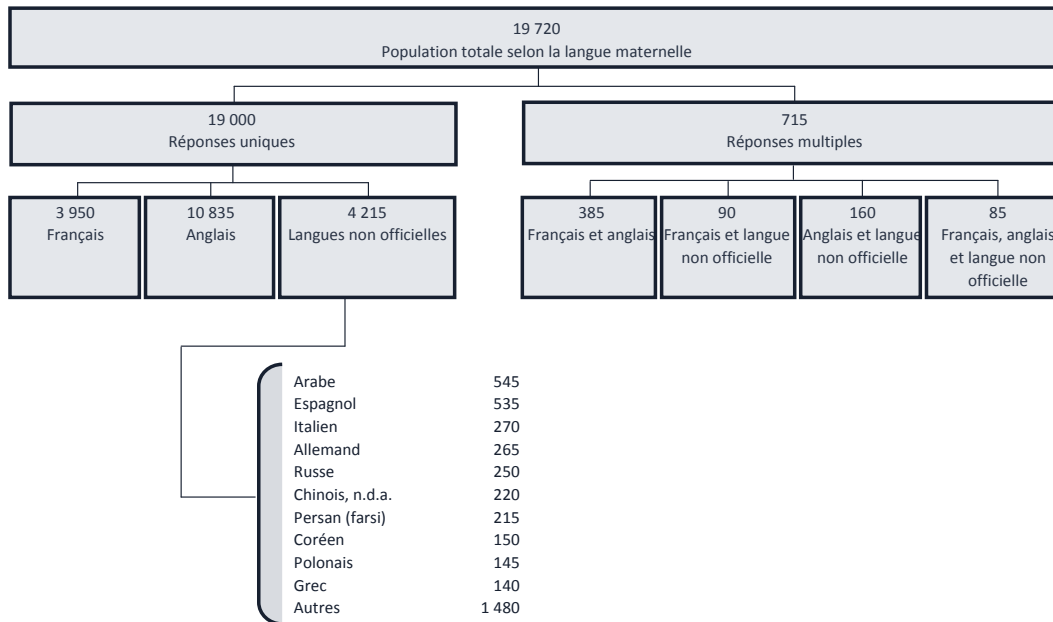 19 720
Population totale selon la langue maternelle
19 000
Réponses uniques
715
Réponses multiples
3 950
Français
10 835
Anglais
4 215
Langues non officielles
385
Français et anglais
90
Français et langue
non officielle
160
Anglais et langue
non officielle
85
Français, anglais
et langue non
officielle
Arabe 545
Espagnol 535
Italien 270
Allemand 265
Russe 250
Chinois, n.d.a. 220
Persan (farsi) 215
Coréen 150
Polonais 145
Grec 140
Autres 1 480